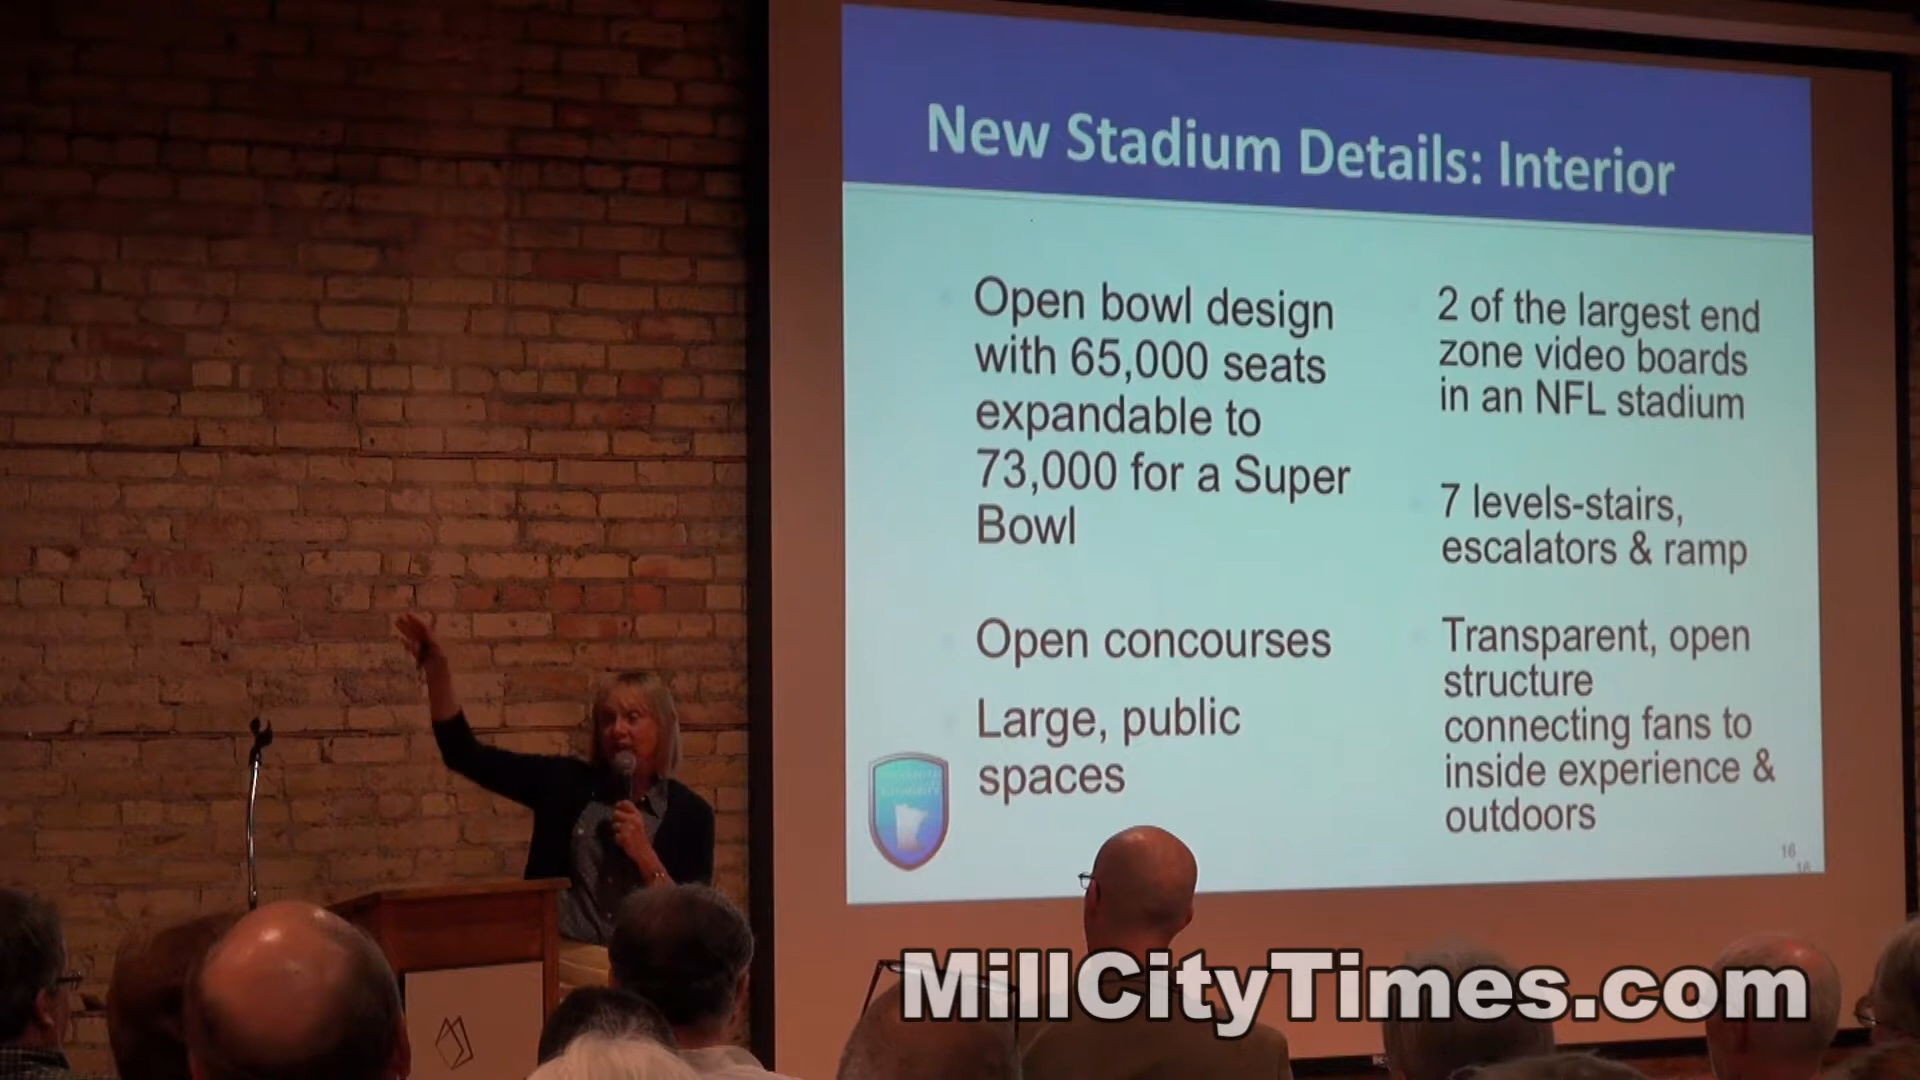 New Stadium Details: Interior
Open bowl design
with 65,000 seats
expandable to
73,000 for a Super
Bowl
Open concourses
Large, public
spaces
2 of the largest end
zone video boards
in an NFL stadium
7 levels-stairs,
escalators & ramp
Transparent, open
structure
connecting fans to
inside experience &
outdoors
16
16
MillCityTimes.com